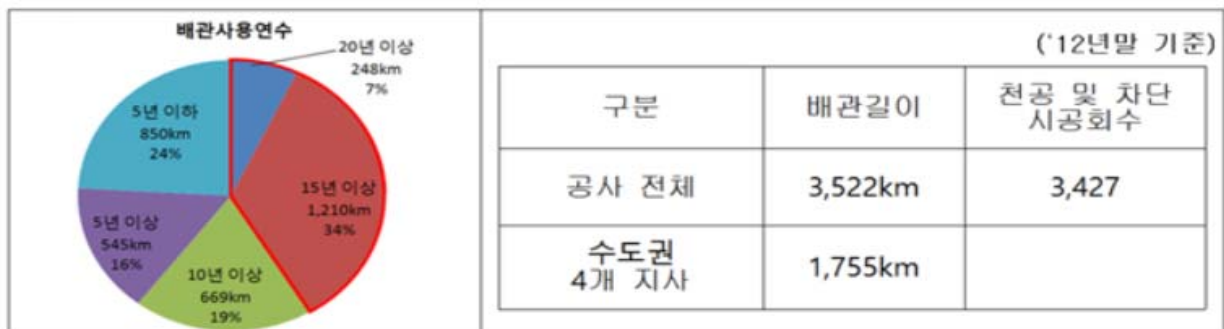 배관사용연수
20년 이상
248km
7%
5년 이하
850km
24%
15년 이상
1,210km
34%
5년 이상
545km
16%
10년 이상
669km
19%
('12년말 기준)
구분 배관길이 천공 및 차단
시공회수
공사 전체 3,522km 3,427
수도권
4개 지사 1,755km